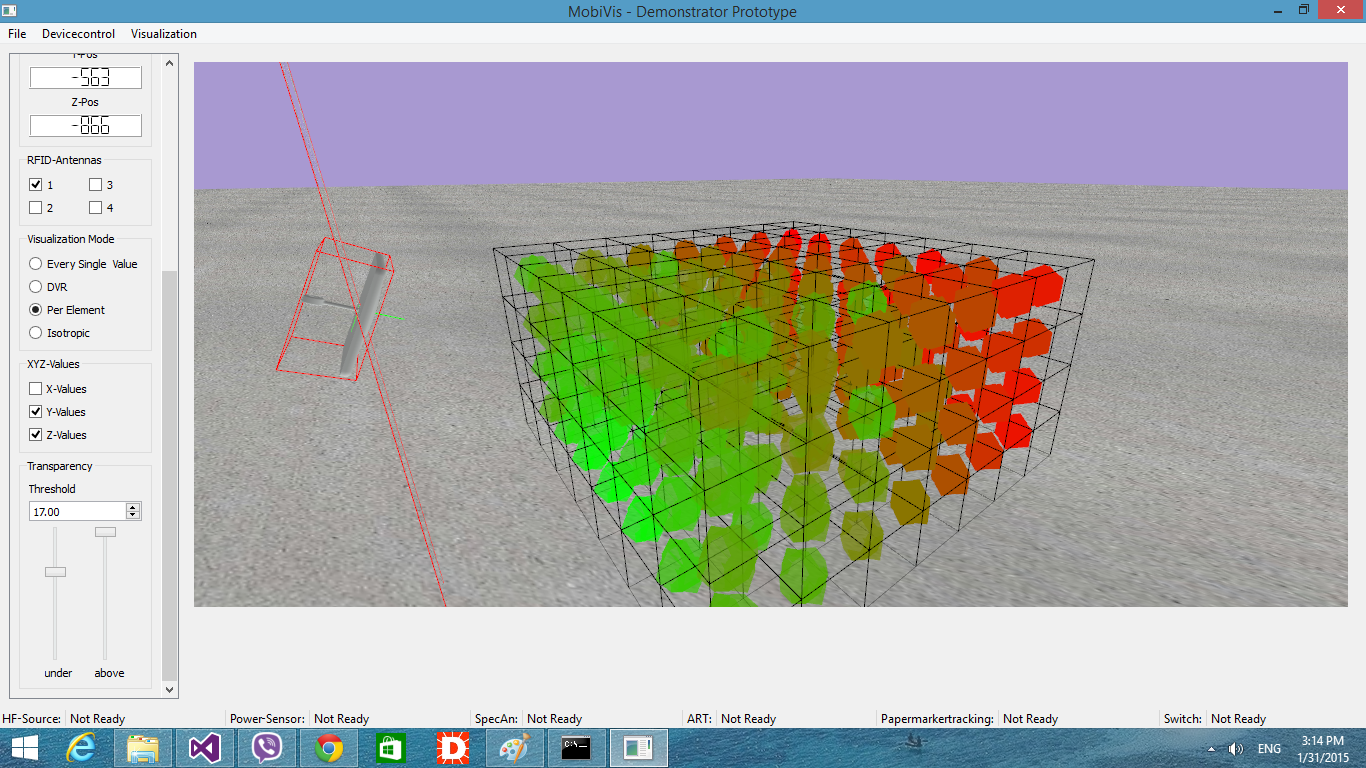 MobiVis - Demonstrator Prototype
File Devicecontrol Visualization
Y-Pos
-563
Z-Pos
-866
RFID-Antennas
1 3
2 4
Visualization Mode
Every Single Value
DVR
Per Element
Isotropic
XYZ-Values
X-Values
Y-Values
Z-Values
Transparency
Threshold
17.00
under above
HF-Source: Not Ready Power-Sensor: Not Ready SpecAn: Not Ready ART: Not Ready Papermarkertracking: Not Ready Switch: Not Ready
D
C:\
ENG
3:14 PM
1/31/2015